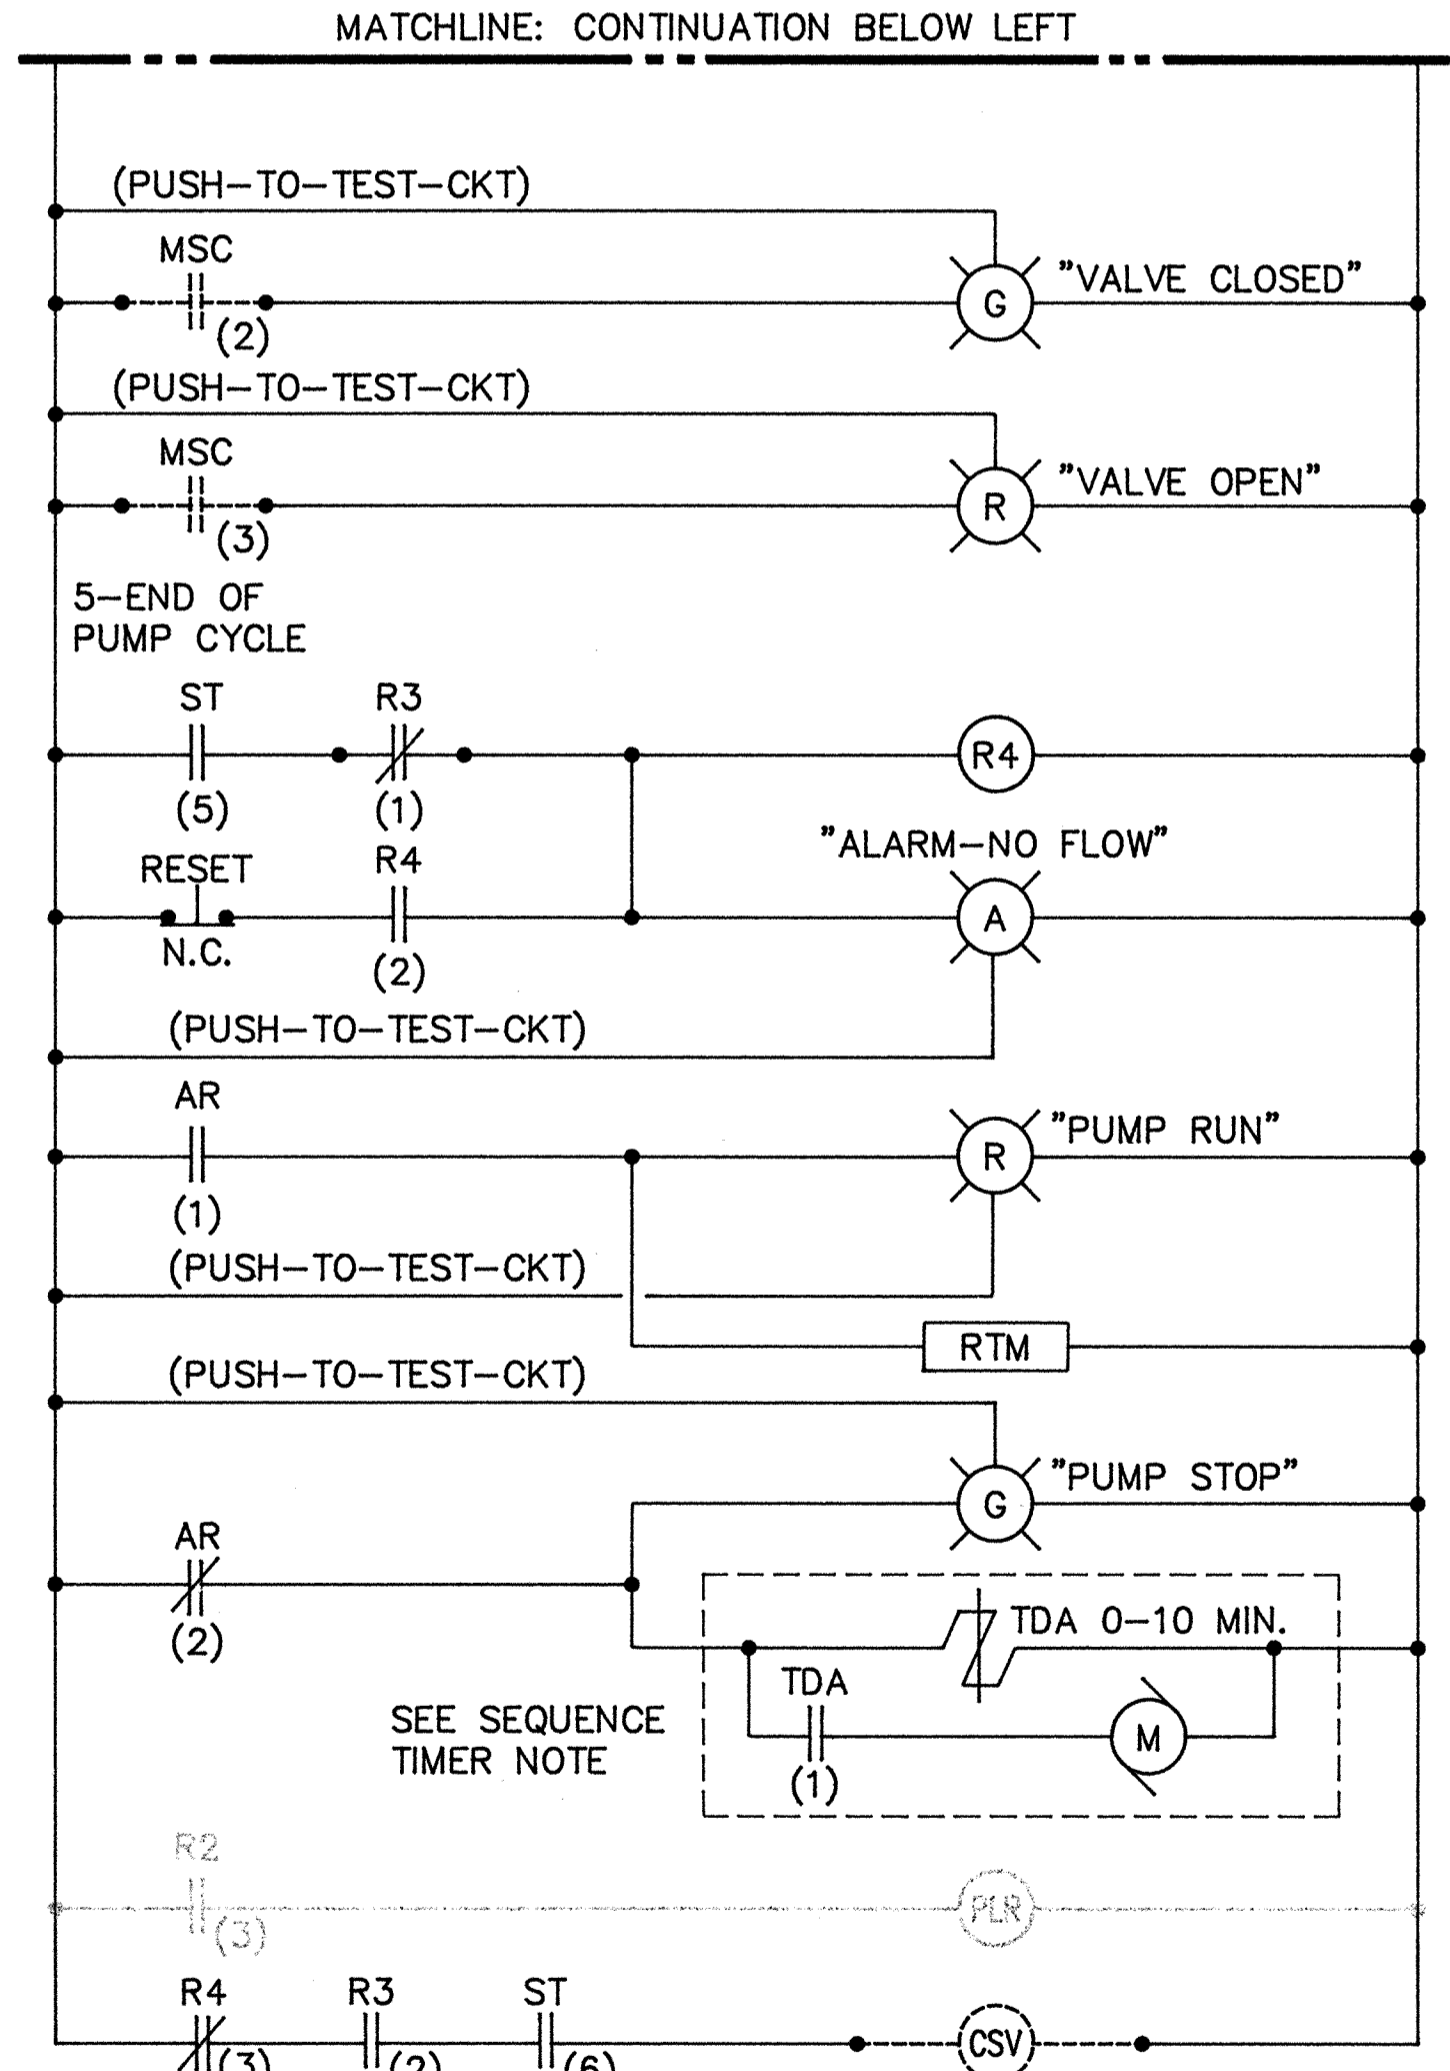 MATCHLINE: CONTINUATION BELOW LEFT
(PUSH-TO-TEST-CKT)
MSC
(2)
G
"VALVE CLOSED"
(PUSH-TO-TEST-CKT)
MSC
(3)
R
"VALVE OPEN"
5-END OF
PUMP CYCLE
ST
R3
(5)
(1)
R4
"ALARM-NO FLOW"
RESET
R4
N.C.
(2)
A
(PUSH-TO-TEST-CKT)
AR
(1)
R
"PUMP RUN"
(PUSH-TO-TEST-CKT)
RTM
(PUSH-TO-TEST-CKT)
G
"PUMP STOP"
AR
(2)
TDA 0-10 MIN.
TDA
(1)
M
SEE SEQUENCE
TIMER NOTE
R2
(3)
PLR
R4
R3
ST
(3)
(2)
(6)
CSV